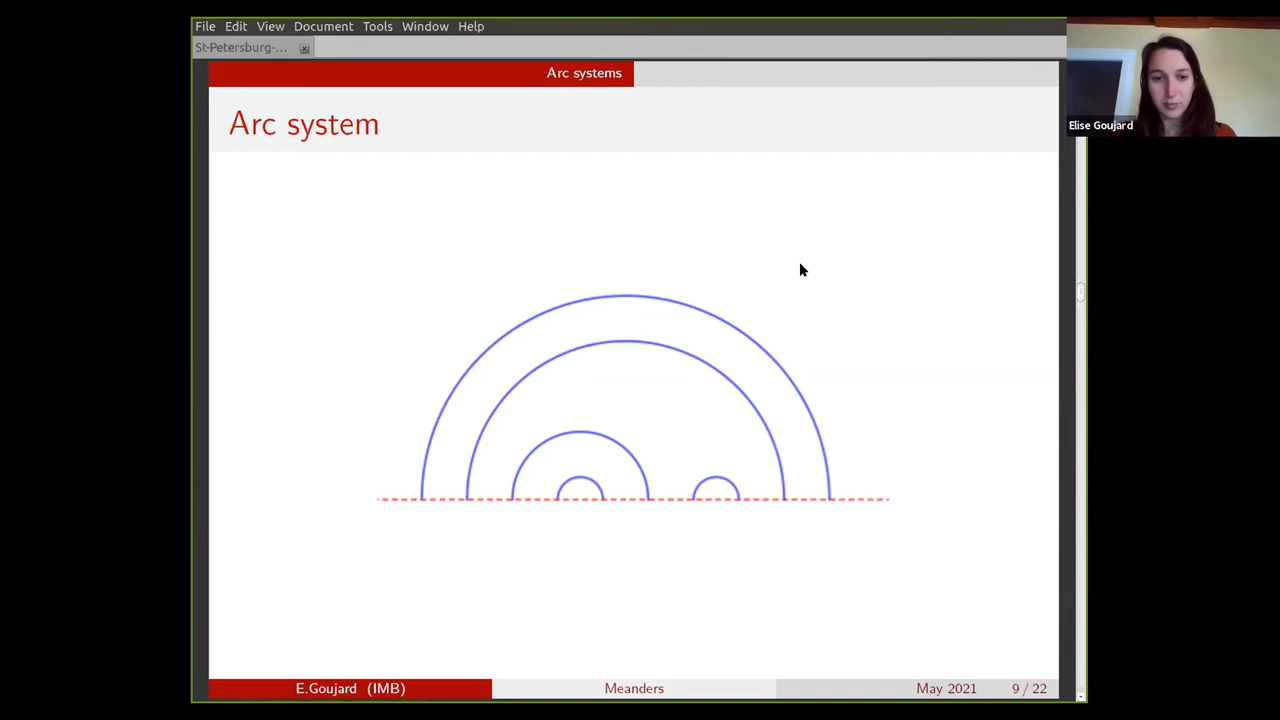 File Edit View Document Tools Window Help
St-Petersburg-...
Arc systems
Arc system
Elise Goujard
E.Goujard (IMB) Meanders May 2021 9 / 22